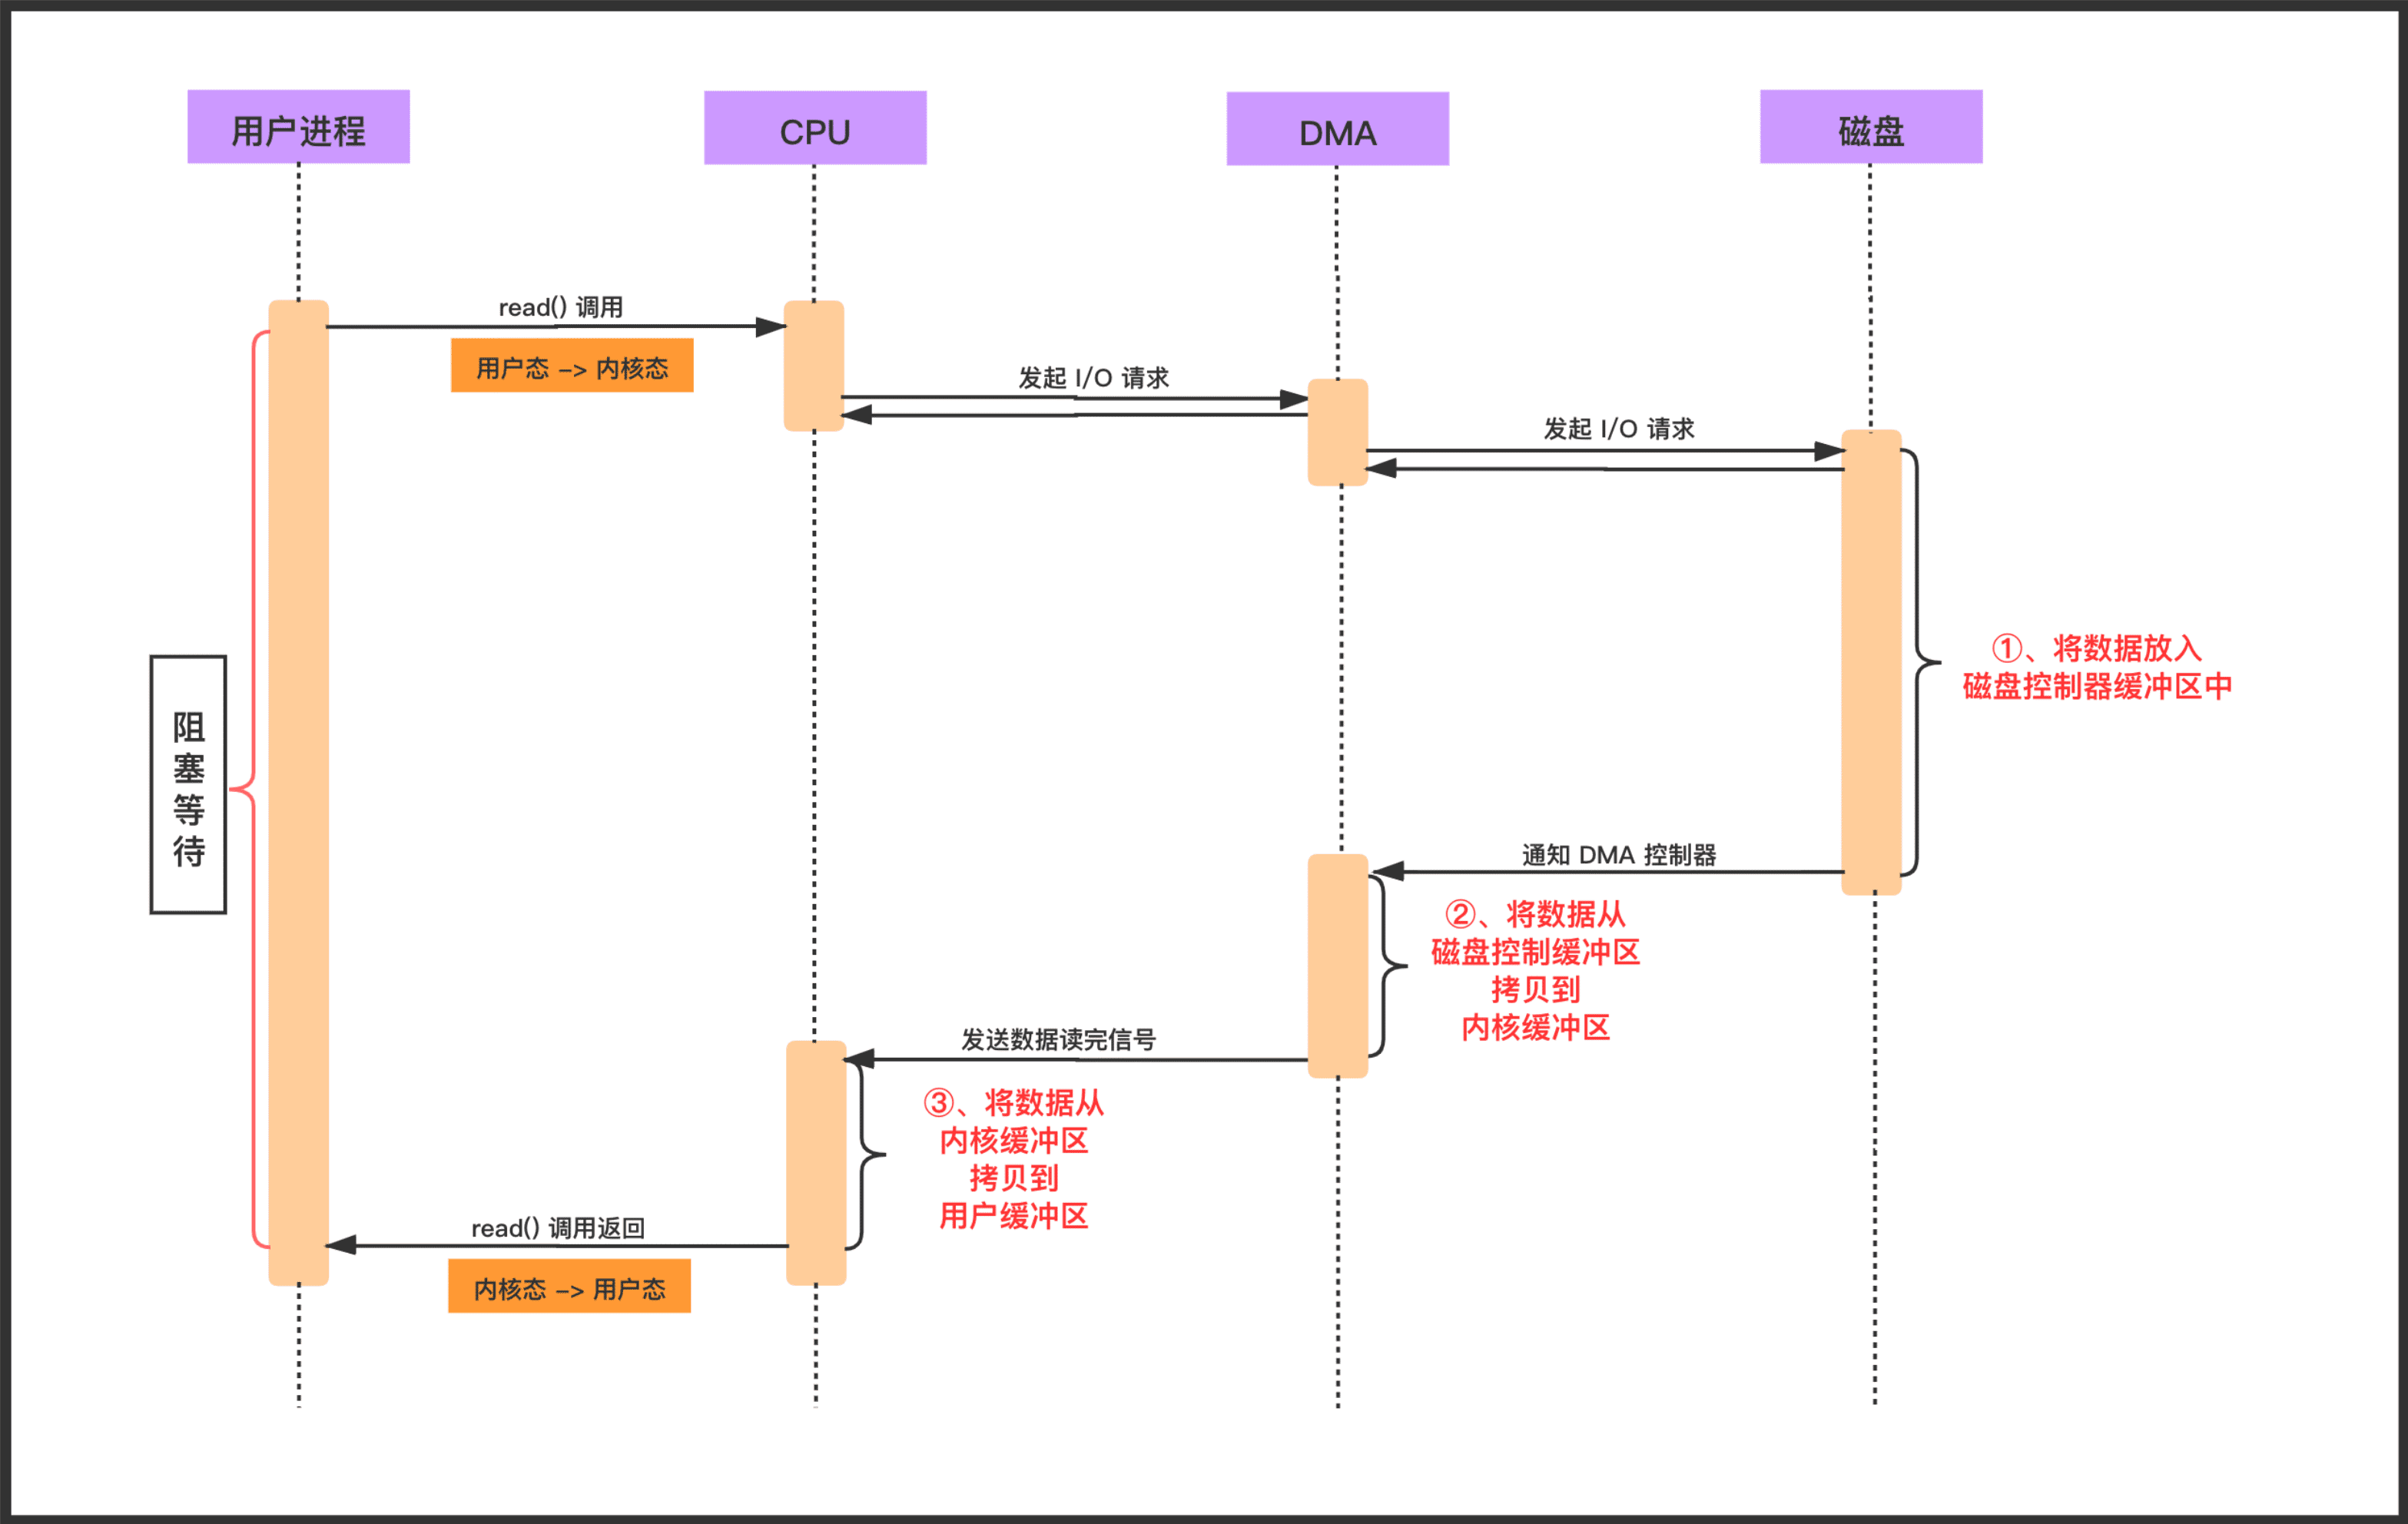 用户进程
CPU
DMA
磁盘
read() 调用
用户态 -> 内核态
发起 I/O 请求
发起 I/O 请求
①、将数据放入
磁盘控制器缓冲区中
阻
塞
等
待
通知 DMA 控制器
②、将数据从
磁盘控制缓冲区
拷贝到
内核缓冲区
发送数据读完信号
③、将数据从
内核缓冲区
拷贝到
用户缓冲区
read() 调用返回
内核态 -> 用户态